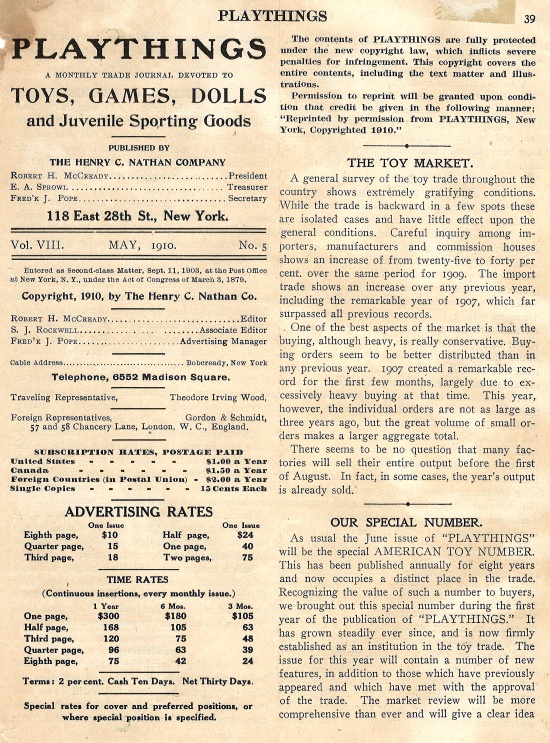 PLAYTHINGS
39
PLAYTHINGS
A MONTHLY TRADE JOURNAL DEVOTED TO
TOYS, GAMES, DOLLS
and Juvenile Sporting Goods
PUBLISHED BY
THE HENRY C. NATHAN COMPANY
ROBERT H. MCCREADY..............................President
E. A. SPROWL....................................Treasurer
FRED'K J. POPE..................................Secretary
118 East 28th St., New York.
Vol. VIII. MAY, 1910. No. 5
Entered as Second-class Matter, Sept. 11, 1903, at the Post Office
at New York, N. Y., under the Act of Congress of March 3, 1879.
Copyright, 1910, by The Henry C. Nathan Co.
ROBERT H. MCCREADY..............................Editor
S. J. ROCKWELL..........................Associate Editor
FRED'K J. POPE.......................Advertising Manager
Cable Address....................Bobcready, New York
Telephone, 6552 Madison Square.
Traveling Representative, Theodore Irving Wood,
Foreign Representatives, Gordon & Schmidt,
57 and 58 Chancery Lane, London, W. C., England.
SUBSCRIPTION RATES, POSTAGE PAID
United States - - - - - - $1.00 a Year
Canada - - - - - - $1.50 a Year
Foreign Countries (in Postal Union) - $2.00 a Year
Single Copies - - - - - - 15 Cents Each
ADVERTISING RATES
One Issue One Issue
Eighth page, $10 Half page, $24
Quarter page, 15 One page, 40
Third page, 18 Two pages, 75
TIME RATES
(Continuous insertions, every monthly issue.)
1 Year 6 Mos. 3 Mos.
One page, $300 $180 $105
Half page, 168 105 63
Third page, 120 75 48
Quarter page, 96 63 39
Eighth page, 75 42 24
Terms: 2 per cent. Cash Ten Days. Net Thirty Days.
Special rates for cover and preferred positions, or
where special position is specified.
The contents of PLAYTHINGS are fully protected
under the new copyright law, which inflicts severe
penalties for infringement. This copyright covers the
entire contents, including the text matter and illus-
trations.
Permission to reprint will be granted upon condi-
tion that credit be given in the following manner;
"Reprinted by permission from PLAYTHINGS, New
York, Copyrighted 1910."
THE TOY MARKET.
A general survey of the toy trade throughout the
country shows extremely gratifying conditions.
While the trade is backward in a few spots these
are isolated cases and have little effect upon the
general conditions. Careful inquiry among im-
porters, manufacturers and commission houses
shows an increase of from twenty-five to forty per
cent. over the same period for 1909. The import
trade shows an increase over any previous year,
including the remarkable year of 1907, which far
surpassed all previous records.
One of the best aspects of the market is that the
buying, although heavy, is really conservative. Buy-
ing orders seem to be better distributed than in
any previous year. 1907 created a remarkable rec-
ord for the first few months, largely due to ex-
cessively heavy buying at that time. This year,
however, the individual orders are not as large as
three years ago, but the great volume of small or-
ders makes a larger aggregate total.
There seems to be no question that many fac-
tories will sell their entire output before the first
of August. In fact, in some cases, the year's output
is already sold.
OUR SPECIAL NUMBER.
As usual the June issue of "PLAYTHINGS"
will be the special AMERICAN TOY NUMBER.
This has been published annually for eight years
and now occupies a distinct place in the trade.
Recognizing the value of such a number to buyers,
we brought out this special number during the first
year of the publication of "PLAYTHINGS." It
has grown steadily ever since, and is now firmly
established as an institution in the toy trade. The
issue for this year will contain a number of new
features, in addition to those which have previously
appeared and which have met with the approval
of the trade. The market review will be more
comprehensive than ever and will give a clear idea